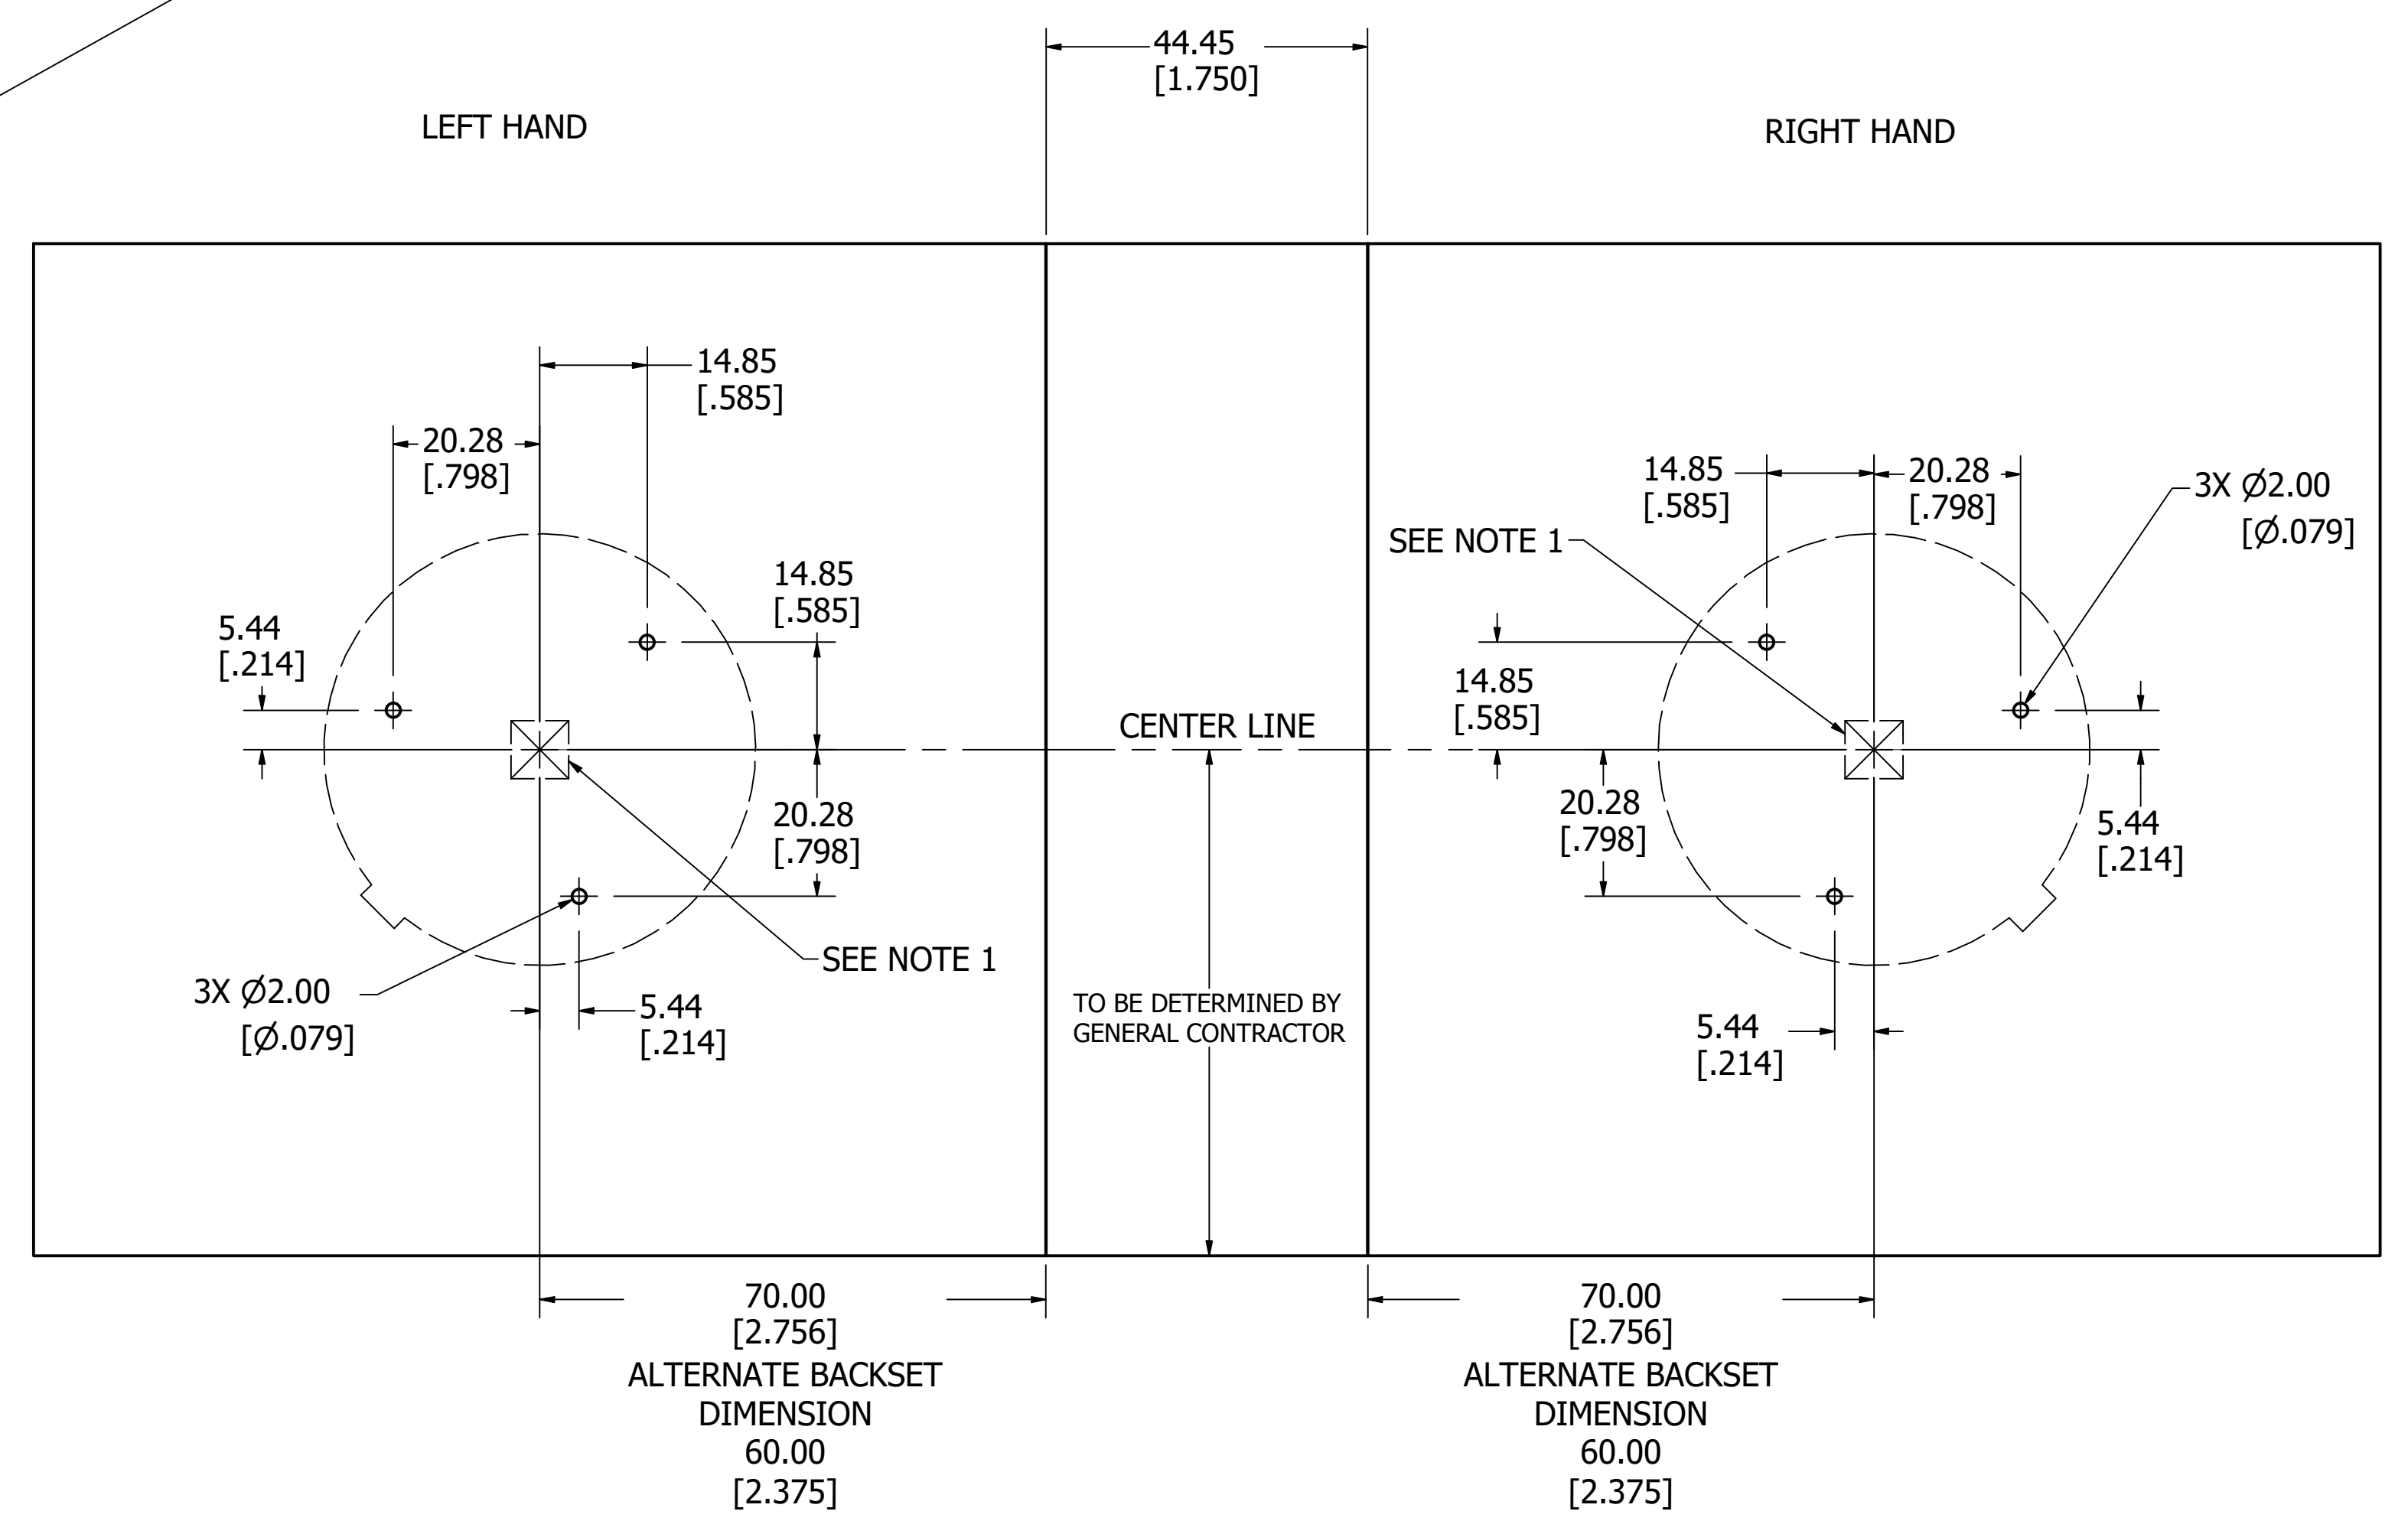 44.45
[1.750]
LEFT HAND
RIGHT HAND
14.85
[.585]
20.28
[.798]
14.85
[.585]
5.44
[.214]
20.28
[.798]
3X Ø2.00
[Ø.079]
5.44
[.214]
SEE NOTE 1
CENTER LINE
TO BE DETERMINED BY
GENERAL CONTRACTOR
14.85
[.585]
20.28
[.798]
3X Ø2.00
[Ø.079]
SEE NOTE 1
14.85
[.585]
20.28
[.798]
5.44
[.214]
5.44
[.214]
70.00
[2.756]
ALTERNATE BACKSET
DIMENSION
60.00
[2.375]
70.00
[2.756]
ALTERNATE BACKSET
DIMENSION
60.00
[2.375]